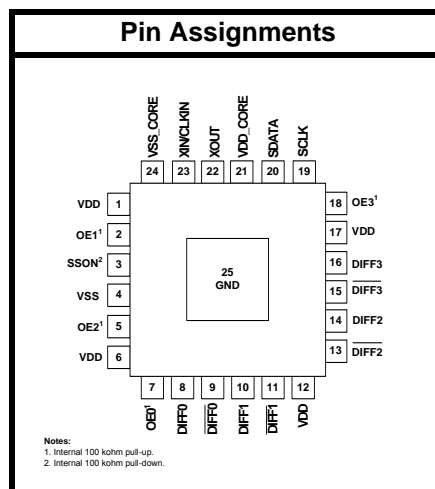 Pin Assignments
VSS_CORE
XIN/CLKIN
XOUT
VDD_CORE
SDATA
SCLK
24 23 22 21 20 19
VDD 1
OE1¹ 2
SSON² 3
VSS 4
OE2¹ 5
VDD 6
18 OE3¹
17 VDD
16 DIFF3
15 DIFF3
14 DIFF2
13 DIFF2
25
GND
7 8 9 10 11 12
OE0¹
DIFF0
DIFF0
DIFF1
DIFF1
VDD
Notes:
1. Internal 100 kohm pull-up.
2. Internal 100 kohm pull-down.